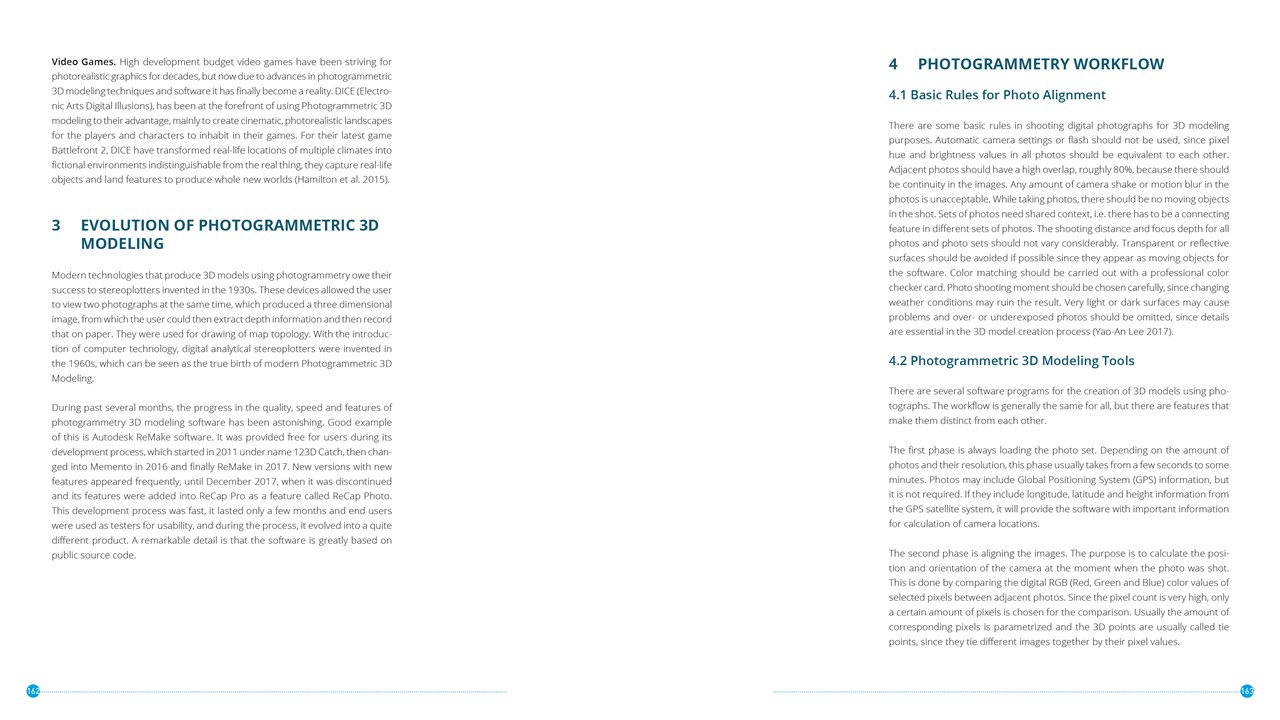 Video Games. High development budget video games have been striving for
photorealistic graphics for decades, but now due to advances in photogrammetric
3D modeling techniques and software it has finally become a reality. DICE (Electro-
nic Arts Digital Illusions), has been at the forefront of using Photogrammetric 3D
modeling to their advantage, mainly to create cinematic, photorealistic landscapes
for the players and characters to inhabit in their games. For their latest game
Battlefront 2, DICE have transformed real-life locations of multiple climates into
fictional environments indistinguishable from the real thing, they capture real-life
objects and land features to produce whole new worlds (Hamilton et al. 2015).
3 EVOLUTION OF PHOTOGRAMMETRIC 3D
MODELING
Modern technologies that produce 3D models using photogrammetry owe their
success to stereoplotters invented in the 1930s. These devices allowed the user
to view two photographs at the same time, which produced a three dimensional
image, from which the user could then extract depth information and then record
that on paper. They were used for drawing of map topology. With the introduc-
tion of computer technology, digital analytical stereoplotters were invented in
the 1960s, which can be seen as the true birth of modern Photogrammetric 3D
Modeling.
During past several months, the progress in the quality, speed and features of
photogrammetry 3D modeling software has been astonishing. Good example
of this is Autodesk ReMake software. It was provided free for users during its
development process, which started in 2011 under name 123D Catch, then chan-
ged into Memento in 2016 and finally ReMake in 2017. New versions with new
features appeared frequently, until December 2017, when it was discontinued
and its features were added into ReCap Pro as a feature called ReCap Photo.
This development process was fast, it lasted only a few months and end users
were used as testers for usability, and during the process, it evolved into a quite
different product. A remarkable detail is that the software is greatly based on
public source code.
162
4 PHOTOGRAMMETRY WORKFLOW
4.1 Basic Rules for Photo Alignment
There are some basic rules in shooting digital photographs for 3D modeling
purposes. Automatic camera settings or flash should not be used, since pixel
hue and brightness values in all photos should be equivalent to each other.
Adjacent photos should have a high overlap, roughly 80%, because there should
be continuity in the images. Any amount of camera shake or motion blur in the
photos is unacceptable. While taking photos, there should be no moving objects
in the shot. Sets of photos need shared context, i.e. there has to be a connecting
feature in different sets of photos. The shooting distance and focus depth for all
photos and photo sets should not vary considerably. Transparent or reflective
surfaces should be avoided if possible since they appear as moving objects for
the software. Color matching should be carried out with a professional color
checker card. Photo shooting moment should be chosen carefully, since changing
weather conditions may ruin the result. Very light or dark surfaces may cause
problems and over- or underexposed photos should be omitted, since details
are essential in the 3D model creation process (Yao-An Lee 2017).
4.2 Photogrammetric 3D Modeling Tools
There are several software programs for the creation of 3D models using pho-
tographs. The workflow is generally the same for all, but there are features that
make them distinct from each other.
The first phase is always loading the photo set. Depending on the amount of
photos and their resolution, this phase usually takes from a few seconds to some
minutes. Photos may include Global Positioning System (GPS) information, but
it is not required. If they include longitude, latitude and height information from
the GPS satellite system, it will provide the software with important information
for calculation of camera locations.
The second phase is aligning the images. The purpose is to calculate the posi-
tion and orientation of the camera at the moment when the photo was shot.
This is done by comparing the digital RGB (Red, Green and Blue) color values of
selected pixels between adjacent photos. Since the pixel count is very high, only
a certain amount of pixels is chosen for the comparison. Usually the amount of
corresponding pixels is parametrized and the 3D points are usually called tie
points, since they tie different images together by their pixel values.
163